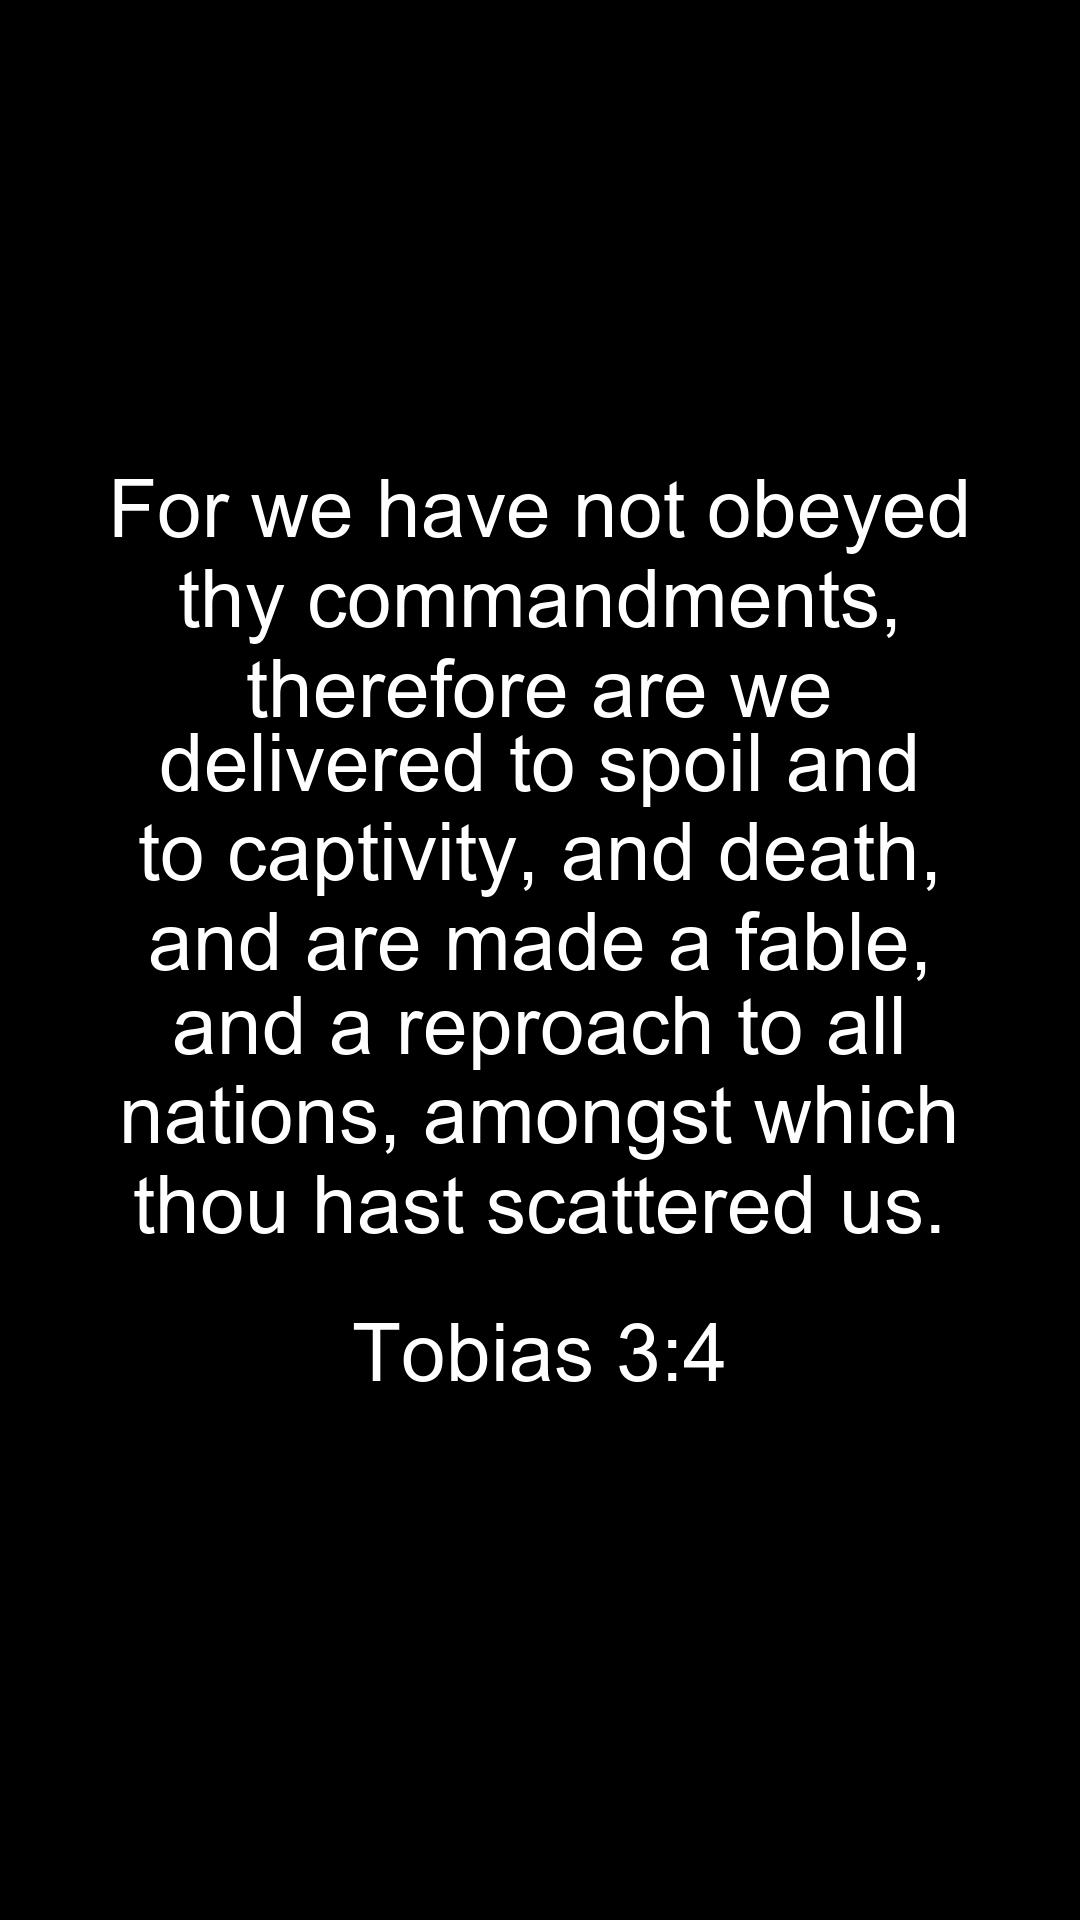 For we have not obeyed
thy commandments,
therefore are we
delivered to spoil and
to captivity, and death,
and are made a fable,
and a reproach to all
nations, amongst which
thou hast scattered us.
Tobias 3:4